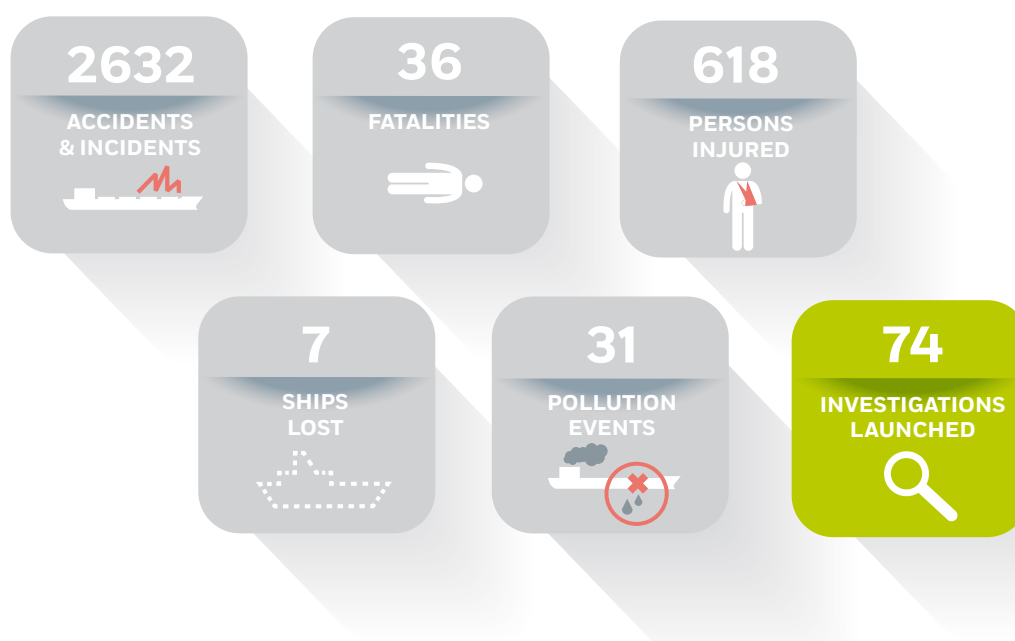 2632
ACCIDENTS
& INCIDENTS
36
FATALITIES
618
PERSONS
INJURED
7
SHIPS
LOST
31
POLLUTION
EVENTS
74
INVESTIGATIONS
LAUNCHED